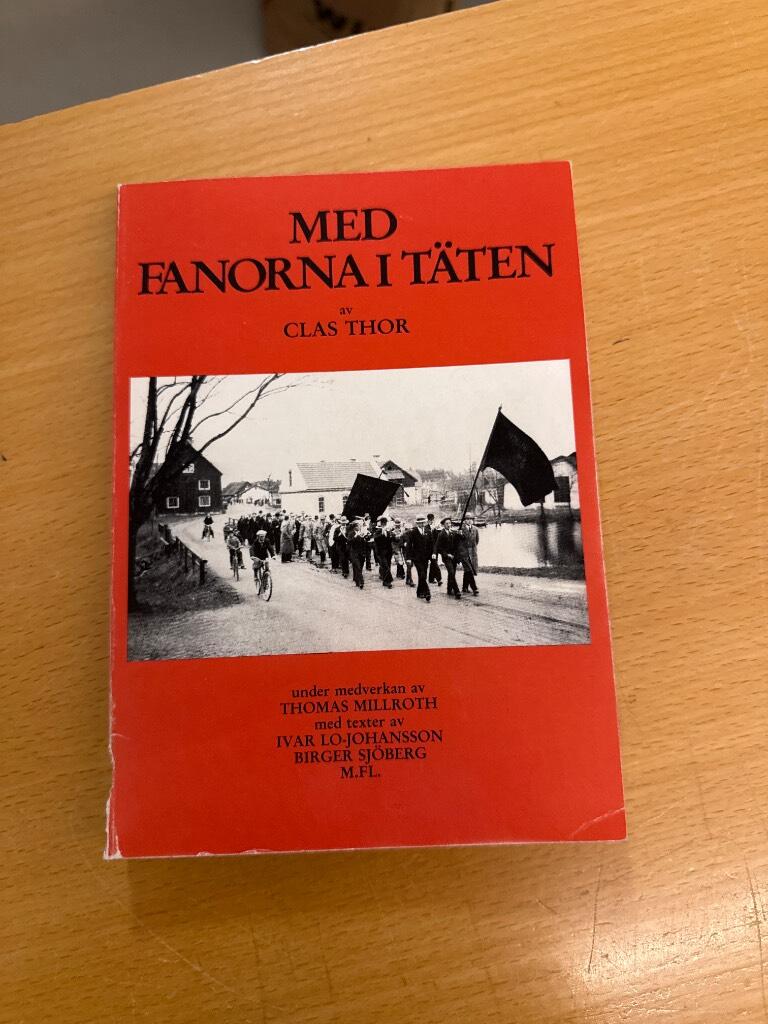 MED
FANORNA I TÄTEN
av
CLAS THOR
under medverkan av
THOMAS MILLROTH
med texter av
IVAR LO-JOHANSSON
BIRGER SJÖBERG
M.FL.